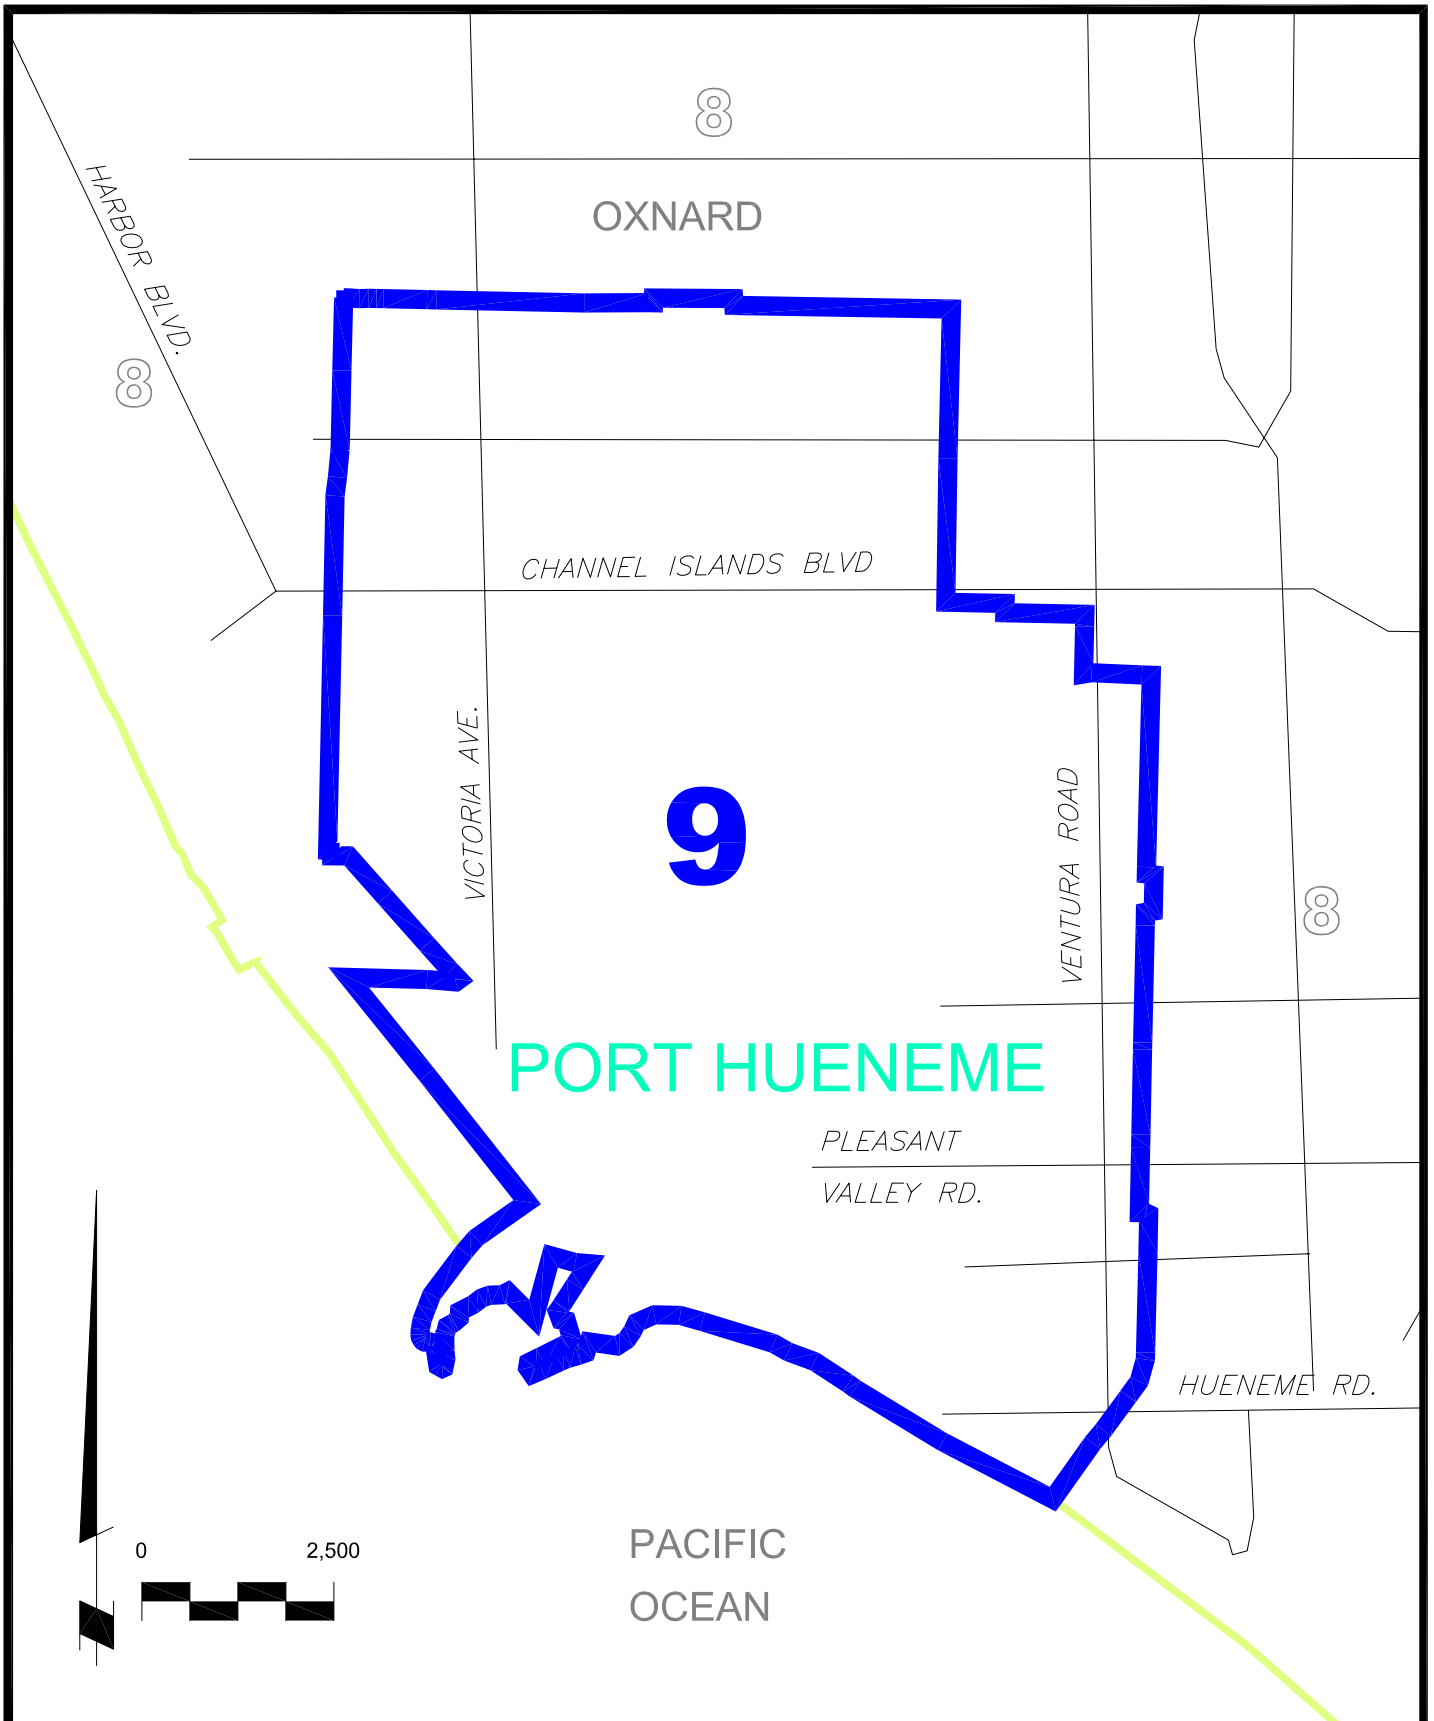 8
OXNARD
HARBOR BLVD.
8
CHANNEL ISLANDS BLVD
VICTORIA AVE.
9
VENTURA ROAD
8
PORT HUENEME
PLEASANT
VALLEY RD.
HUENEME RD.
0 2,500
PACIFIC
OCEAN